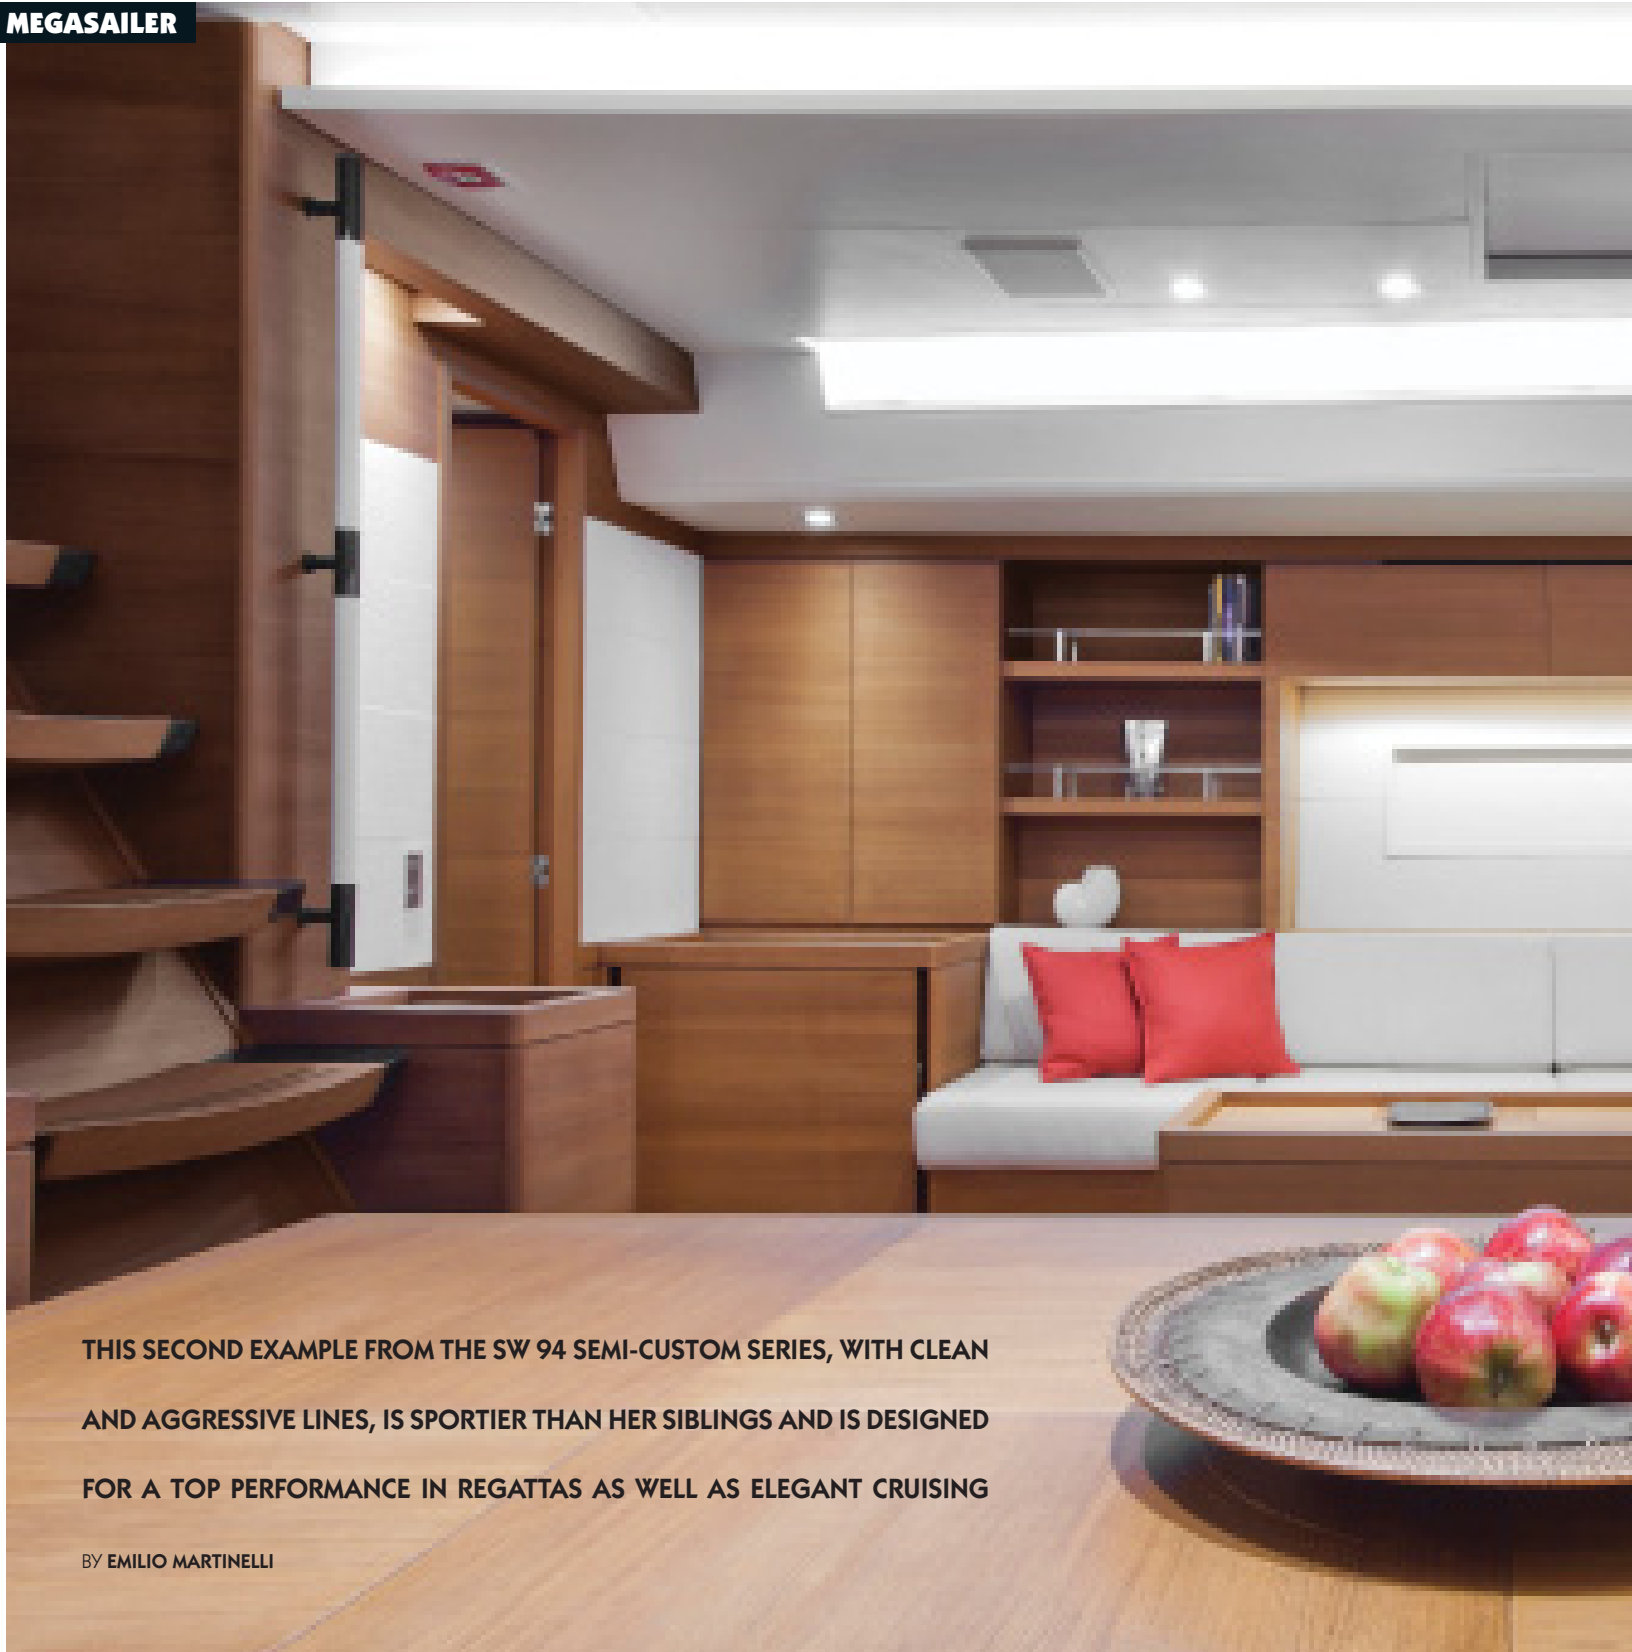 MEGASAILER
THIS SECOND EXAMPLE FROM THE SW 94 SEMI-CUSTOM SERIES, WITH CLEAN
AND AGGRESSIVE LINES, IS SPORTIER THAN HER SIBLINGS AND IS DESIGNED
FOR A TOP PERFORMANCE IN REGATTAS AS WELL AS ELEGANT CRUISING
BY EMILIO MARTINELLI